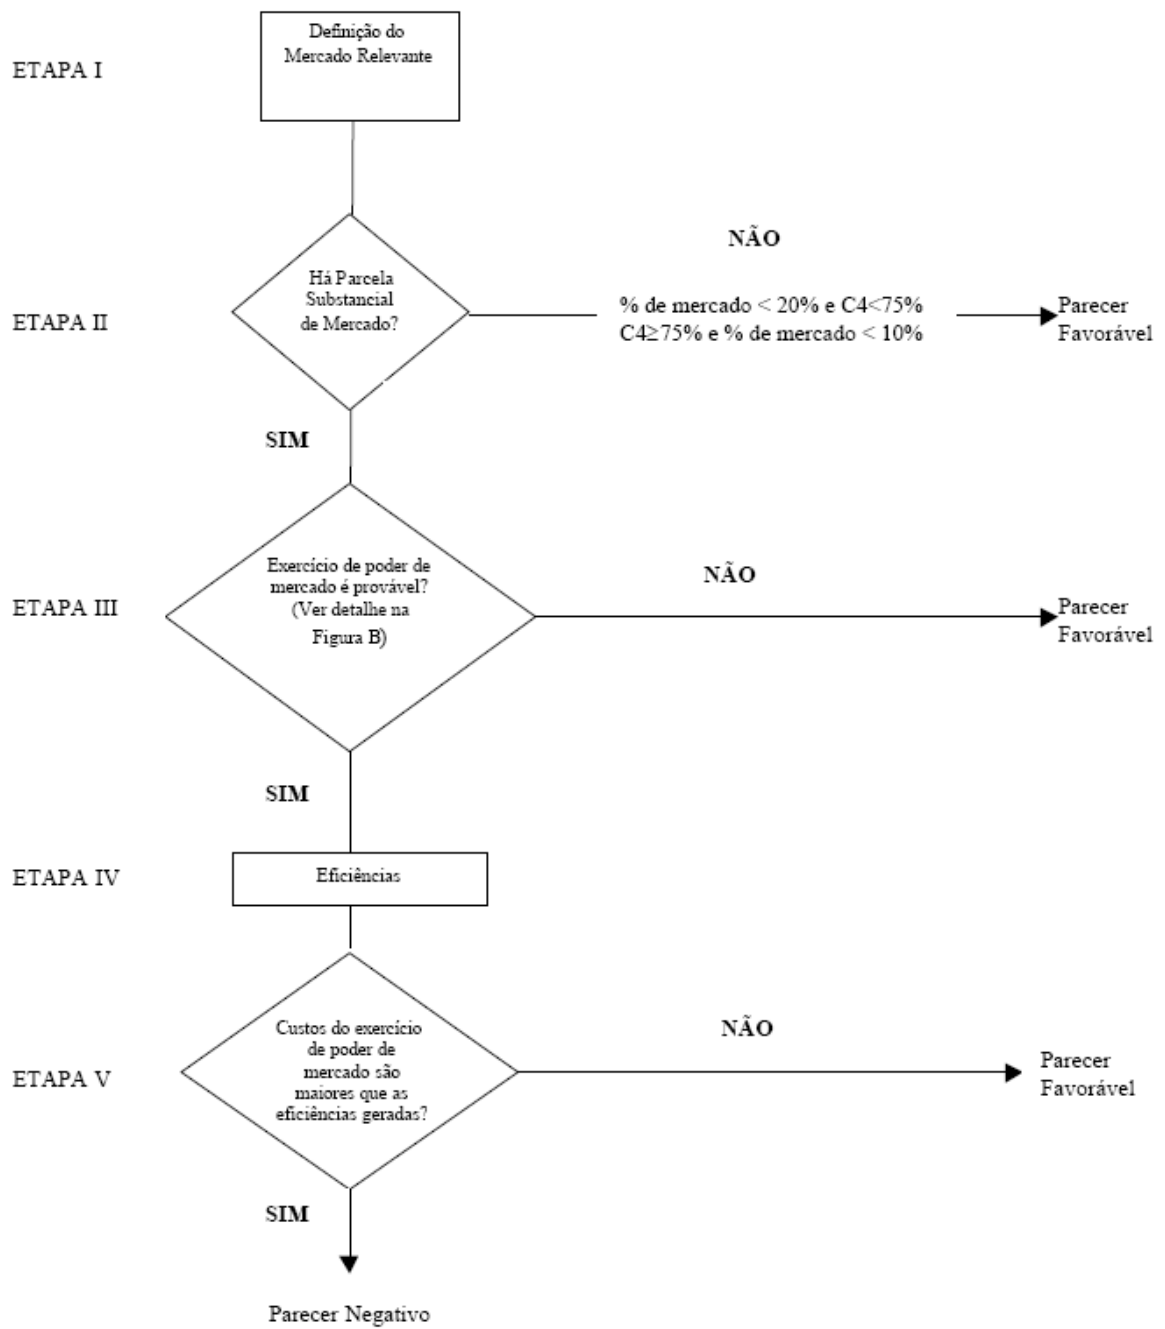 Definição do
Mercado Relevante
ETAPA I
NÃO
Há Parcela
Substancial
de Mercado?
% de mercado < 20% e C4<75%
C4≥75% e % de mercado < 10%
Parecer
Favorável
ETAPA II
SIM
Exercício de poder de
mercado é provável?
(Ver detalhe na
Figura B)
NÃO
Parecer
Favorável
ETAPA III
SIM
ETAPA IV
Eficiências
Custos do exercício
de poder de
mercado são
maiores que as
eficiências geradas?
NÃO
Parecer
Favorável
ETAPA V
SIM
Parecer Negativo